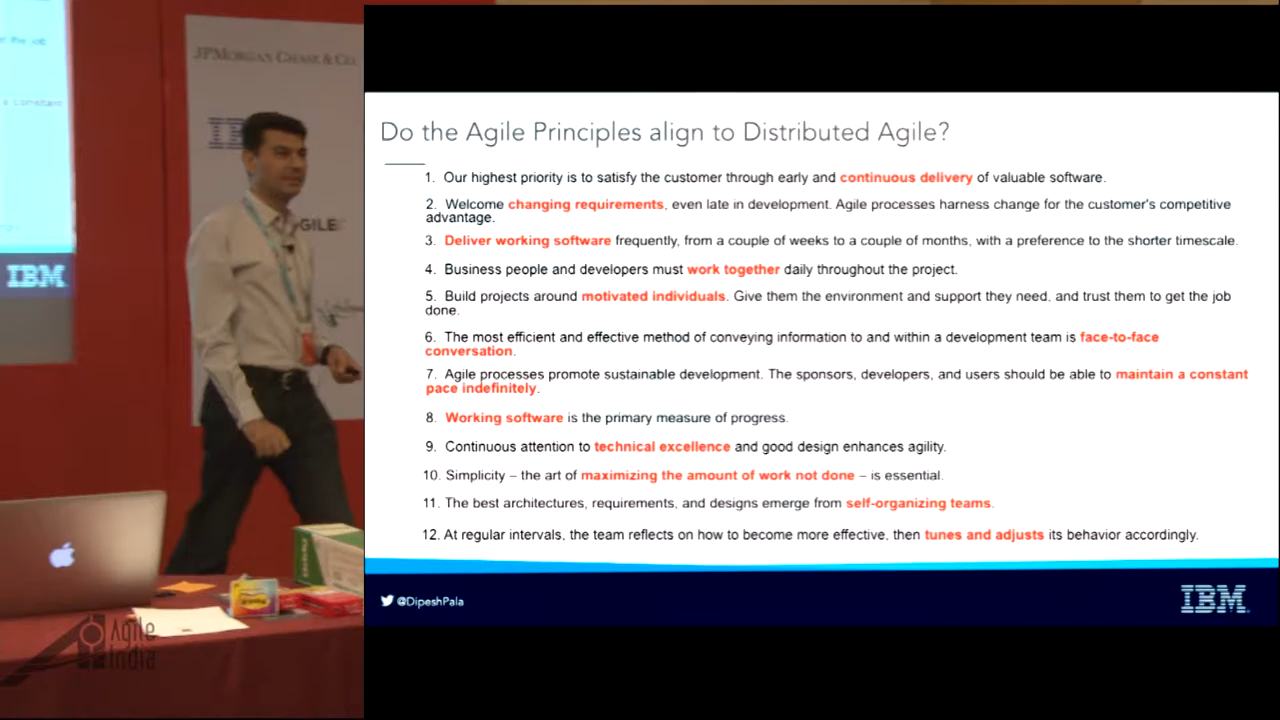 JPMORGAN CHASE & CO.
IBM
Do the Agile Principles align to Distributed Agile?
1. Our highest priority is to satisfy the customer through early and continuous delivery of valuable software.
2. Welcome changing requirements, even late in development. Agile processes harness change for the customer's competitive
advantage.
3. Deliver working software frequently, from a couple of weeks to a couple of months, with a preference to the shorter timescale.
4. Business people and developers must work together daily throughout the project.
5. Build projects around motivated individuals. Give them the environment and support they need, and trust them to get the job
done.
6. The most efficient and effective method of conveying information to and within a development team is face-to-face
conversation.
7. Agile processes promote sustainable development. The sponsors, developers, and users should be able to maintain a constant
pace indefinitely.
8. Working software is the primary measure of progress.
9. Continuous attention to technical excellence and good design enhances agility.
10. Simplicity – the art of maximizing the amount of work not done – is essential.
11. The best architectures, requirements, and designs emerge from self-organizing teams.
12. At regular intervals, the team reflects on how to become more effective, then tunes and adjusts its behavior accordingly.
@DipeshPala
IBM
Agile
India